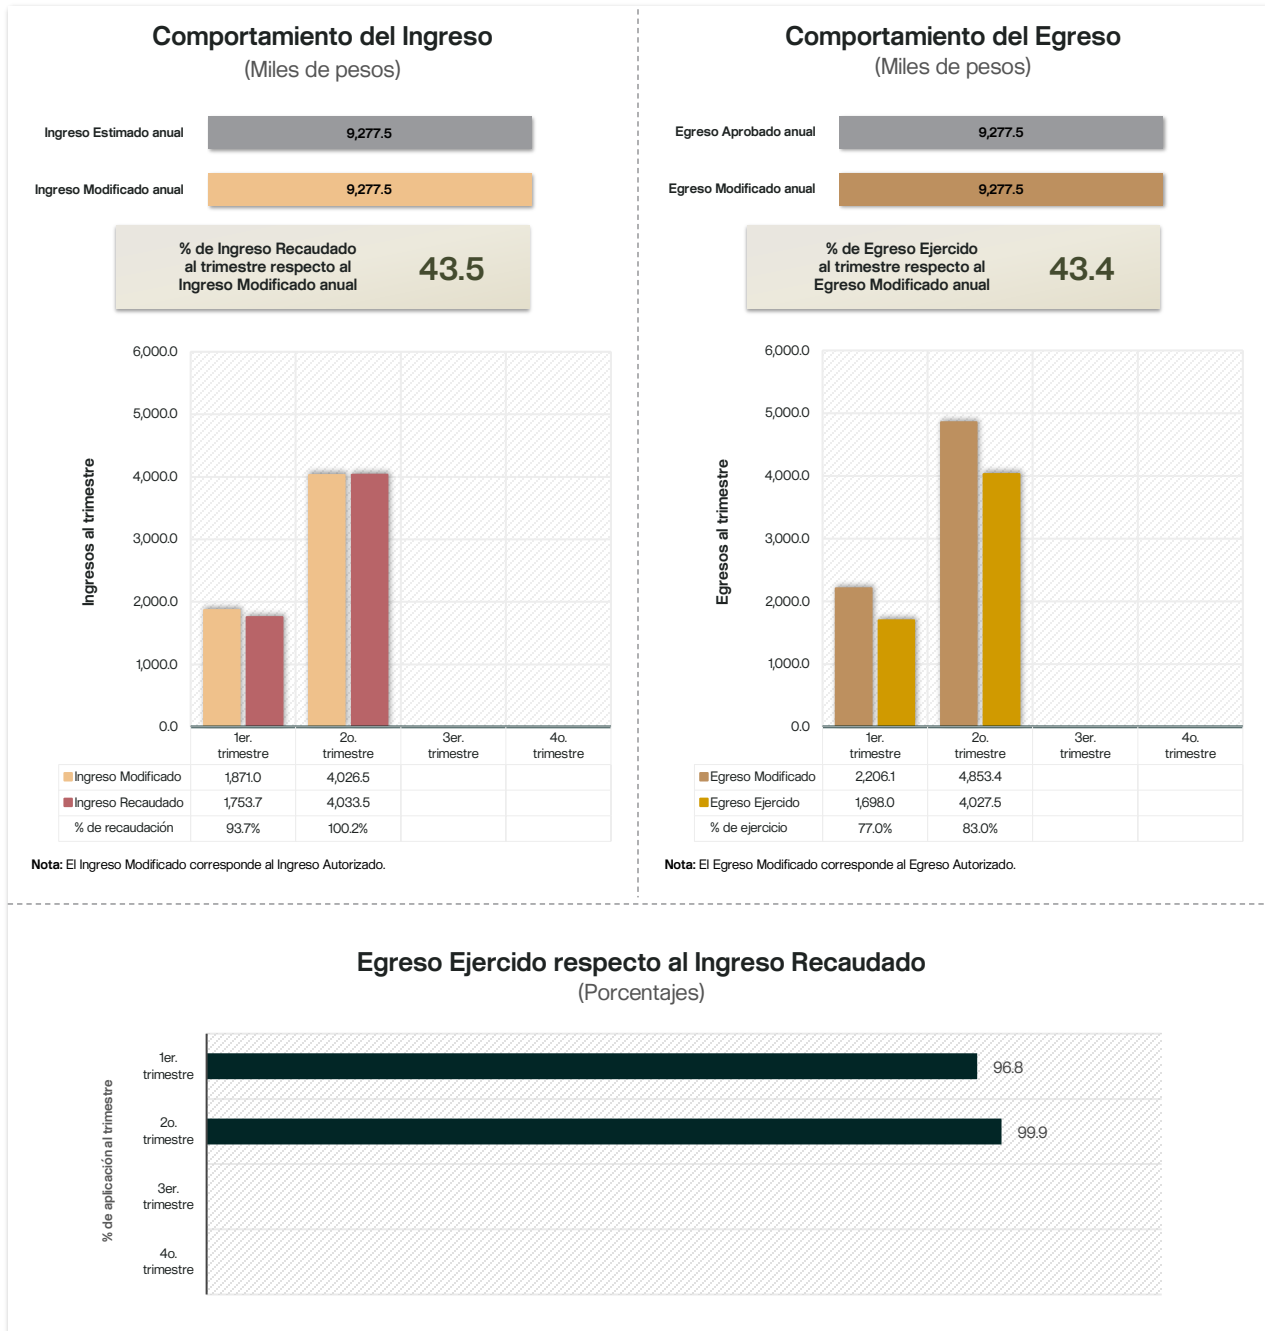 Comportamiento del Ingreso
(Miles de pesos)
Ingreso Estimado anual 9,277.5
Ingreso Modificado anual 9,277.5
% de Ingreso Recaudado
al trimestre respecto al
Ingreso Modificado anual
43.5
Ingresos al trimestre
6,000.0
5,000.0
4,000.0
3,000.0
2,000.0
1,000.0
0.0
1er. trimestre 2o. trimestre 3er. trimestre 4o. trimestre
Ingreso Modificado 1,871.0 4,026.5
Ingreso Recaudado 1,753.7 4,033.5
% de recaudación 93.7% 100.2%
Nota: El Ingreso Modificado corresponde al Ingreso Autorizado.
Comportamiento del Egreso
(Miles de pesos)
Egreso Aprobado anual 9,277.5
Egreso Modificado anual 9,277.5
% de Egreso Ejercido
al trimestre respecto al
Egreso Modificado anual
43.4
Egresos al trimestre
6,000.0
5,000.0
4,000.0
3,000.0
2,000.0
1,000.0
0.0
1er. trimestre 2o. trimestre 3er. trimestre 4o. trimestre
Egreso Modificado 2,206.1 4,853.4
Egreso Ejercido 1,698.0 4,027.5
% de ejercicio 77.0% 83.0%
Nota: El Egreso Modificado corresponde al Egreso Autorizado.
Egreso Ejercido respecto al Ingreso Recaudado
(Porcentajes)
% de aplicación al trimestre
1er.
trimestre
96.8
2o.
trimestre
99.9
3er.
trimestre
4o.
trimestre